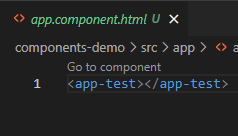 <> app.component.html U
components-demo > src > app > <> a
Go to component
1 <app-test></app-test>